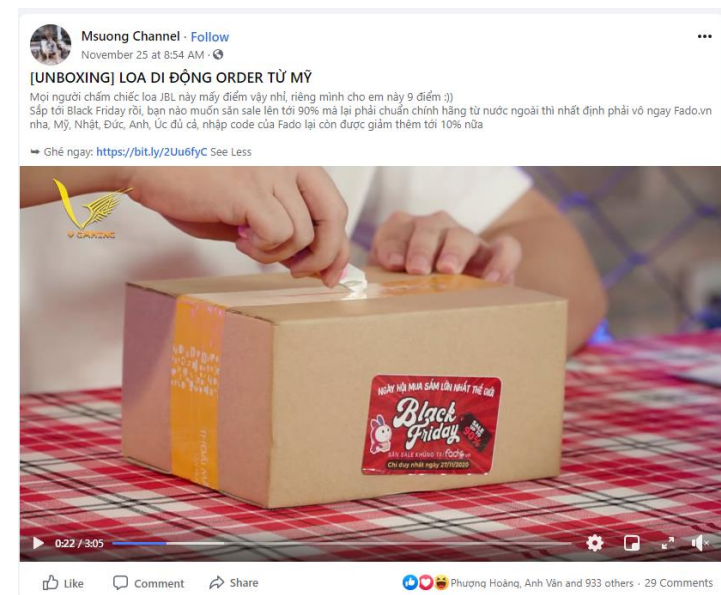 Msuong Channel · Follow
November 25 at 8:54 AM ·
[UNBOXING] LOA DI ĐỘNG ORDER TỪ MỸ
Mọi người chấm chiếc loa JBL này mấy điểm vậy nhỉ, riêng mình cho em này 9 điểm :))
Sắp tới Black Friday rồi, bạn nào muốn săn sale lên tới 90% mà lại phải chuẩn chính hãng từ nước ngoài thì nhất định phải vô ngay Fado.vn
nha, Mỹ, Nhật, Đức, Anh, Úc đủ cả, nhập code của Fado lại còn được giảm thêm tới 10% nữa
➥ Ghé ngay: https://bit.ly/2Uu6fyC See Less
V GAMING
NGÀY HỘI MUA SẮM LỚN NHẤT THẾ GIỚI
Black
Friday
SALE
90%
SĂN SALE KHỦNG TẠI fado.vn
Chỉ duy nhất ngày 27/11/2020
0:22 / 3:05
Like
Comment
Share
Phượng Hoàng, Anh Vân and 933 others · 29 Comments